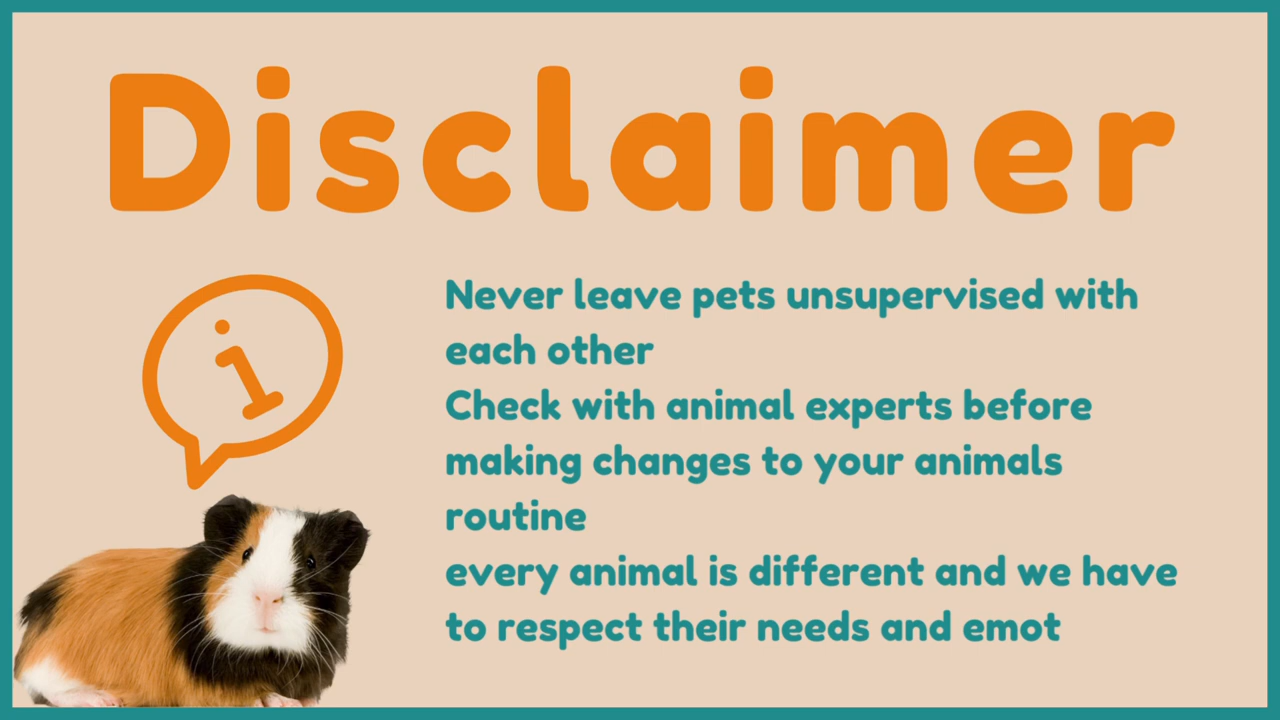 Disclaimer
i
Never leave pets unsupervised with
each other
Check with animal experts before
making changes to your animals
routine
every animal is different and we have
to respect their needs and emot